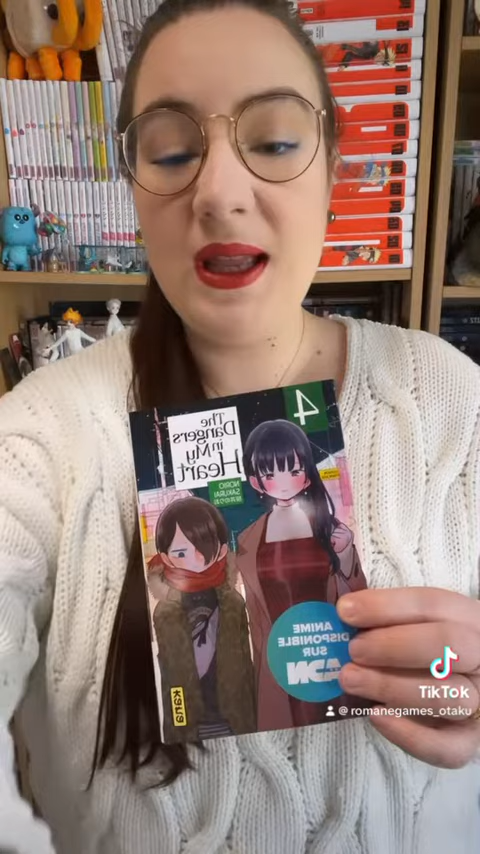 4
The
Dangers
in My
Heart
NORIO
SAKURAI
ANIME
DISPONIBLE
SUR
ADN
KANA
TikTok
@romanegames_otaku